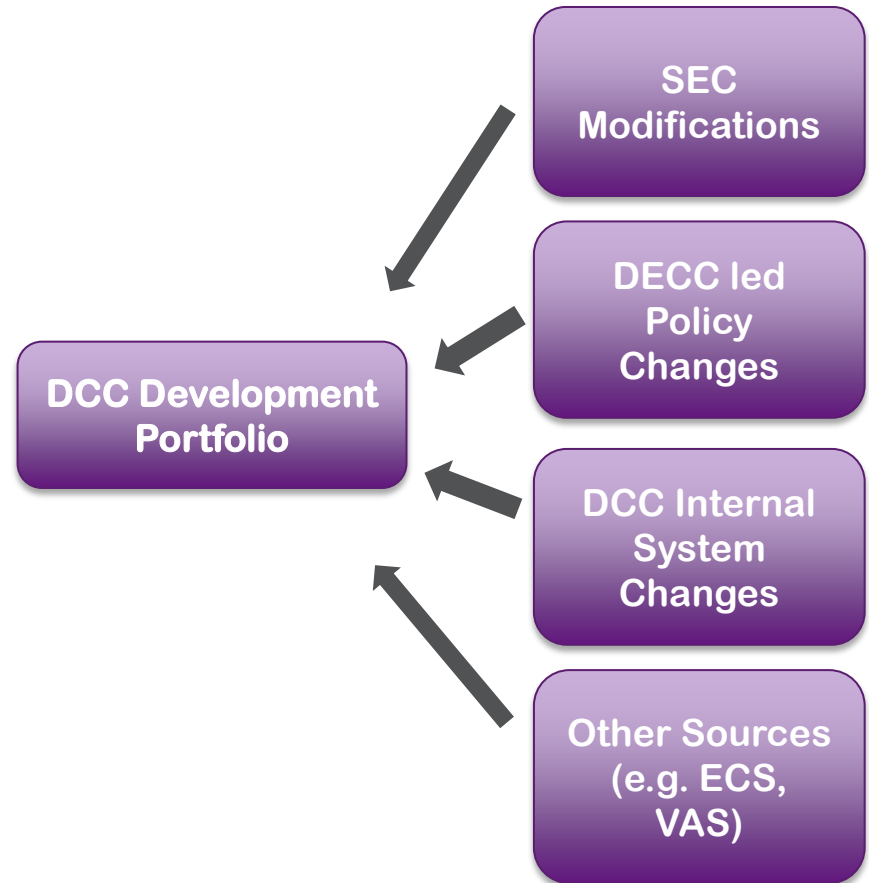 SEC
Modifications
DECC led
Policy
Changes
DCC Development
Portfolio
DCC Internal
System
Changes
Other Sources
(e.g. ECS,
VAS)